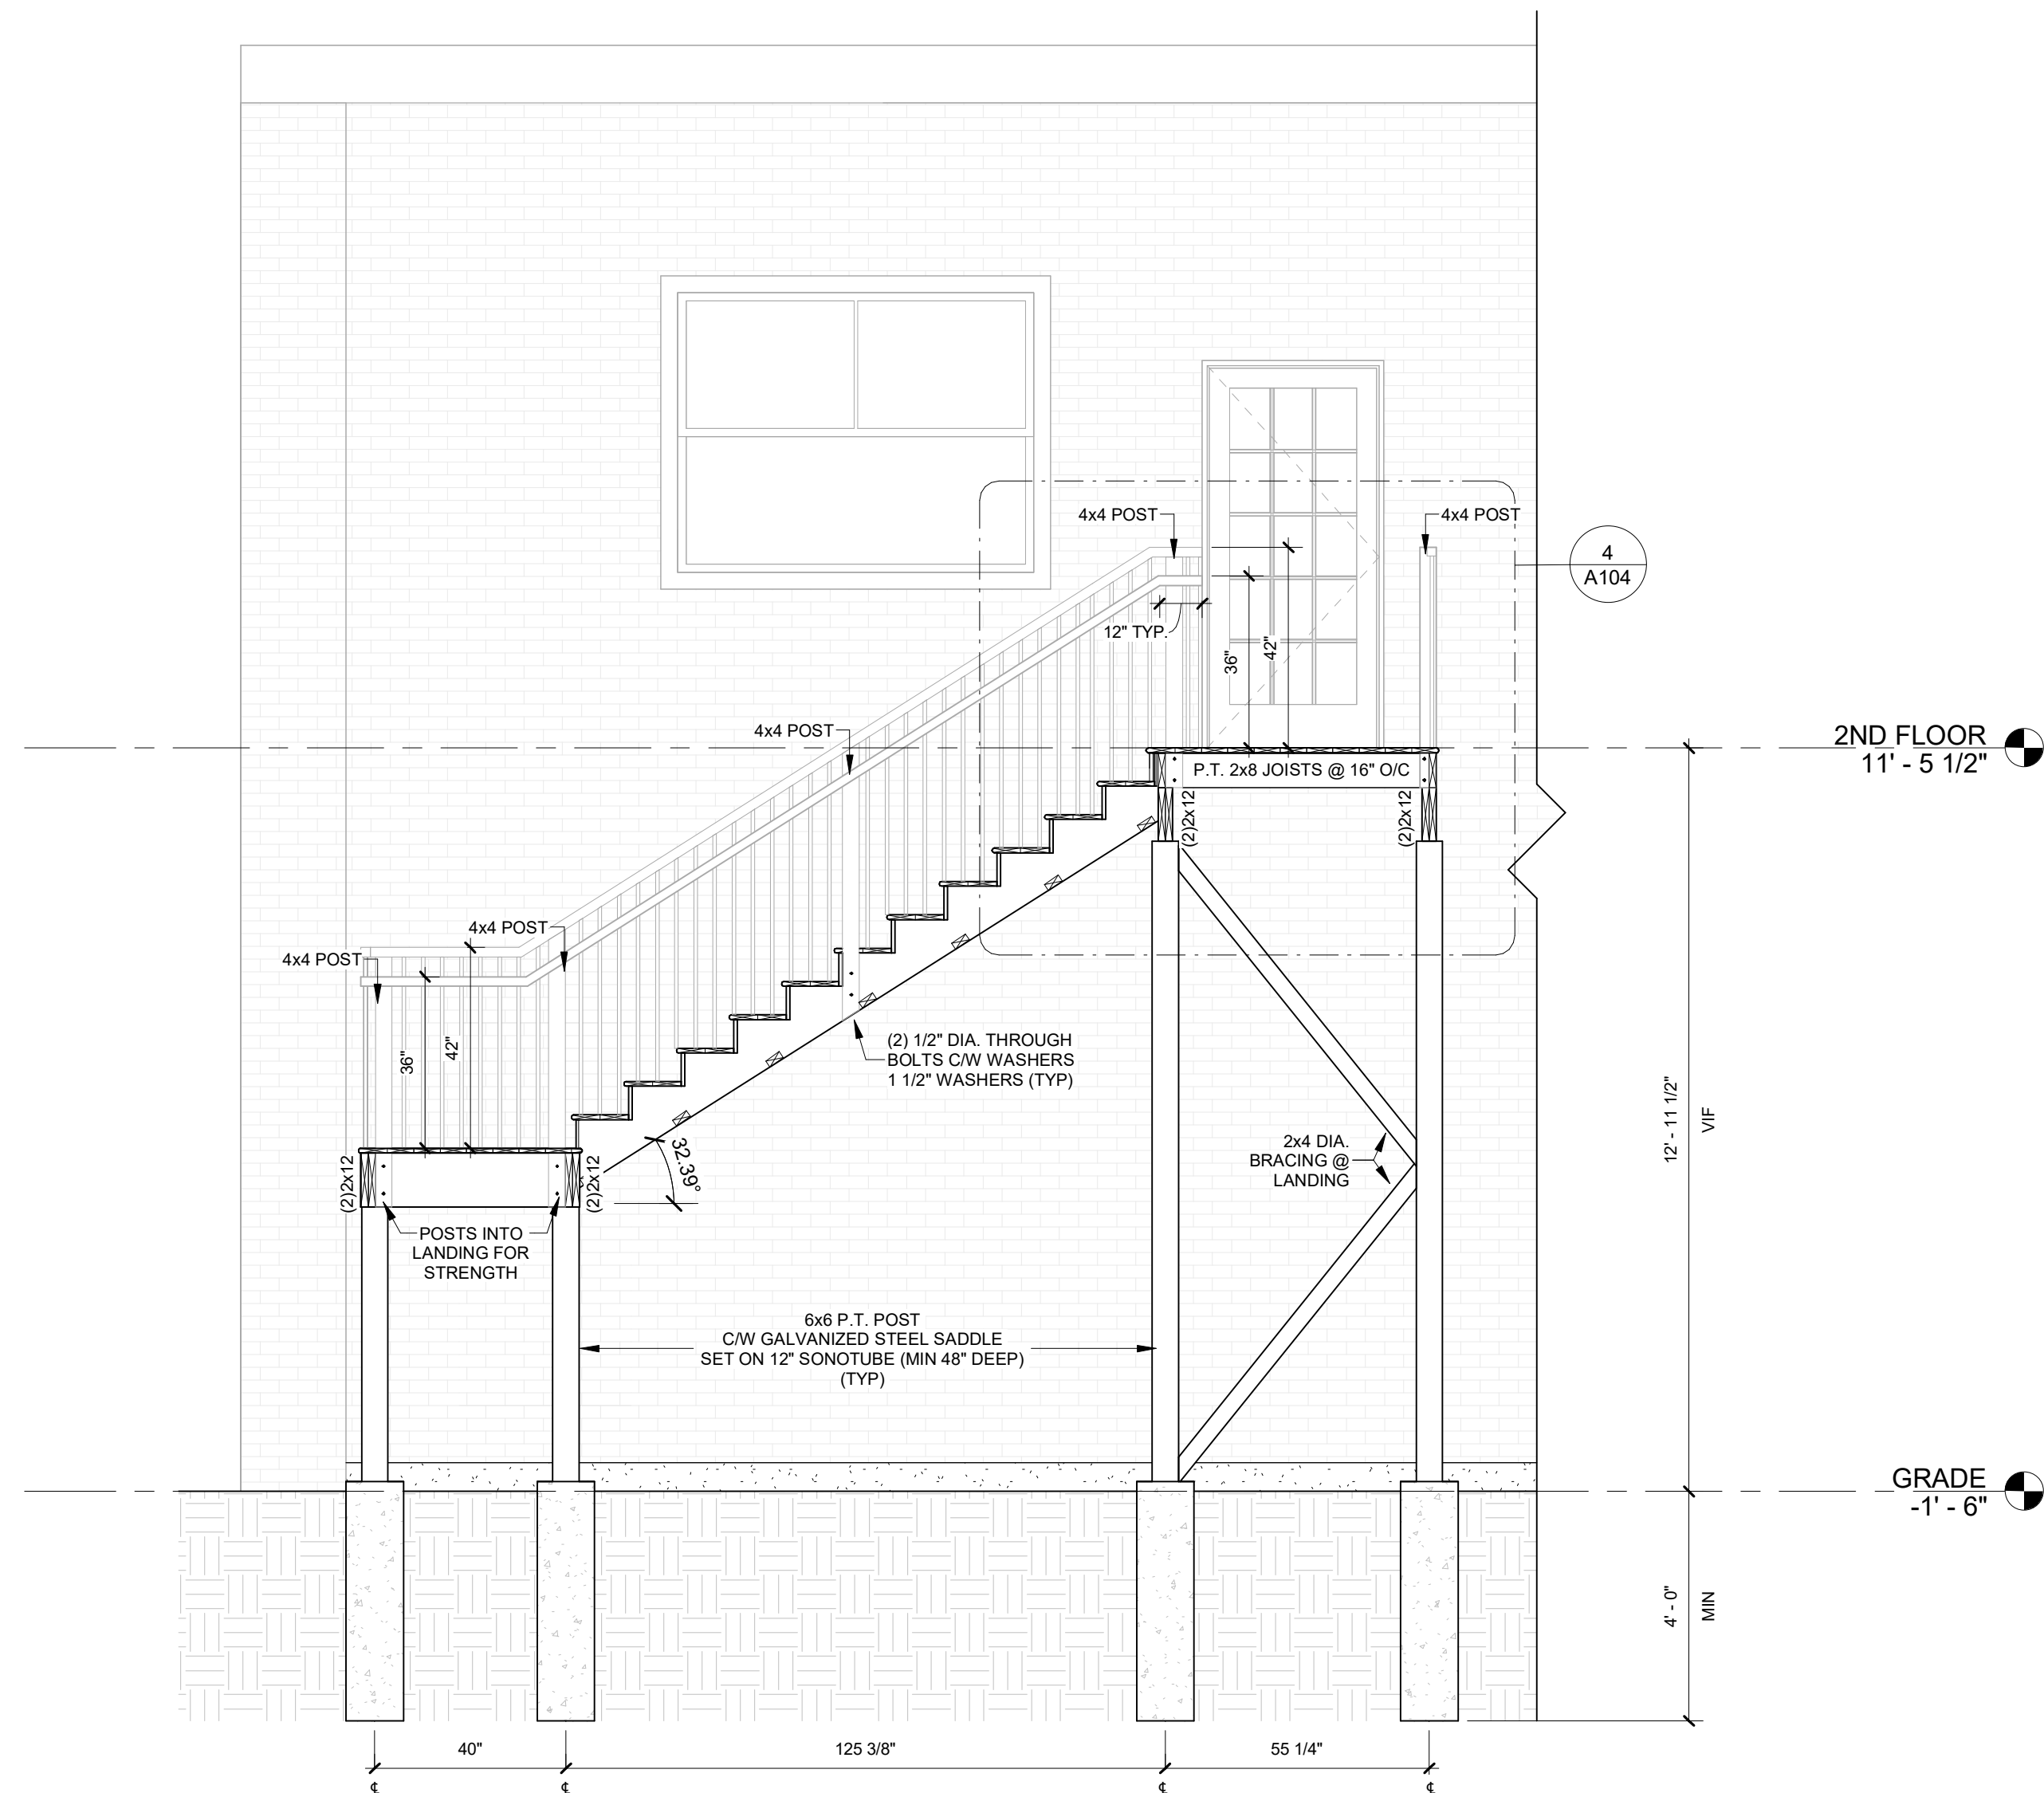 4x4 POST
4x4 POST
4
A104
12" TYP.
36"
42"
4x4 POST
2ND FLOOR
11' - 5 1/2"
P.T. 2x8 JOISTS @ 16" O/C
(2)2x12
(2)2x12
4x4 POST
4x4 POST
36"
42"
(2) 1/2" DIA. THROUGH
BOLTS C/W WASHERS
1 1/2" WASHERS (TYP)
12' - 11 1/2"
VIF
2x4 DIA.
BRACING @
LANDING
32.39°
(2)2x12
(2)2x12
POSTS INTO
LANDING FOR
STRENGTH
6x6 P.T. POST
C/W GALVANIZED STEEL SADDLE
SET ON 12" SONOTUBE (MIN 48" DEEP)
(TYP)
GRADE
-1' - 6"
4' - 0"
MIN
40"
125 3/8"
55 1/4"
℄
℄
℄
℄